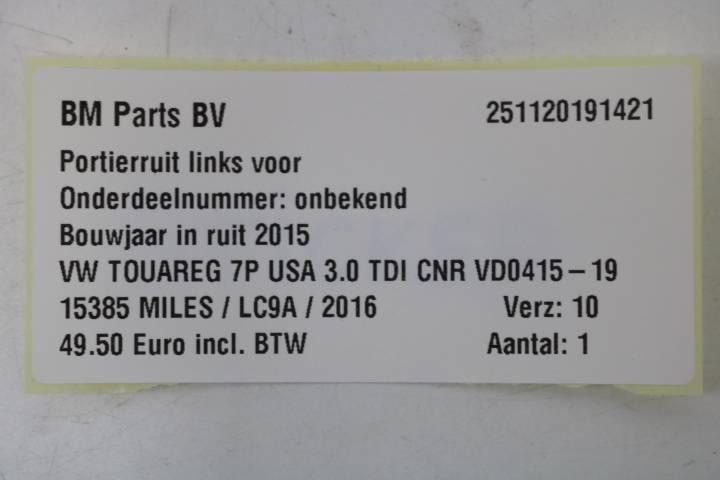 BM Parts BV 251120191421
Portierruit links voor
Onderdeelnummer: onbekend
Bouwjaar in ruit 2015
VW TOUAREG 7P USA 3.0 TDI CNR VD0415 – 19
15385 MILES / LC9A / 2016 Verz: 10
49.50 Euro incl. BTW Aantal: 1